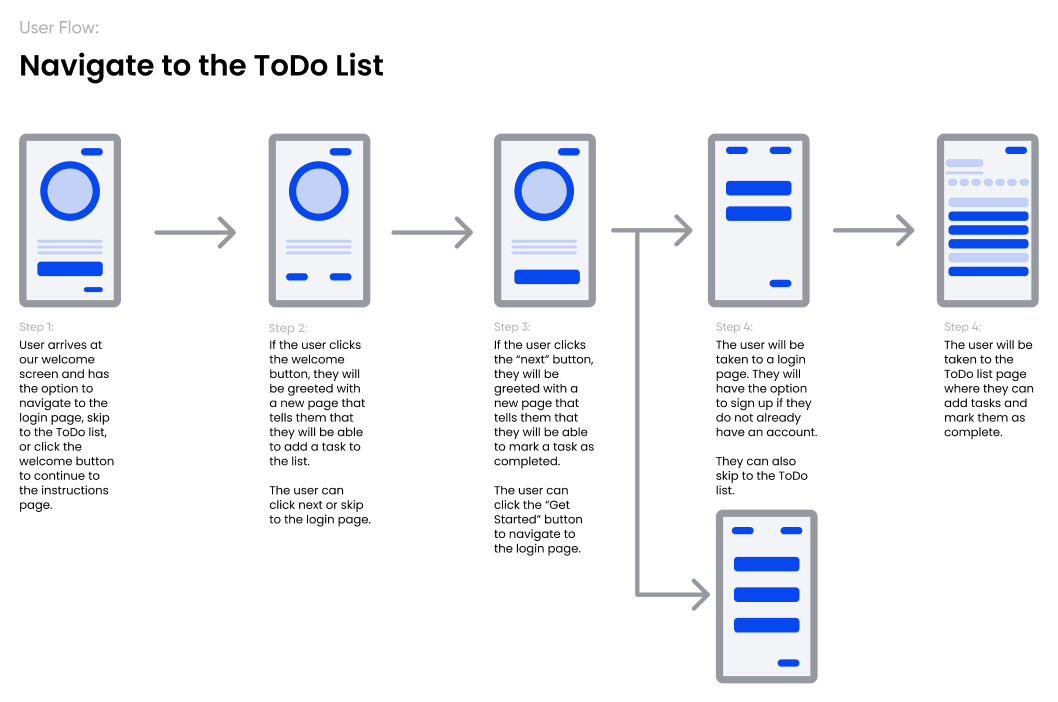 User Flow:
Navigate to the ToDo List
Step 1:
User arrives at
our welcome
screen and has
the option to
navigate to the
login page, skip
to the ToDo list,
or click the
welcome button
to continue to
the instructions
page.
Step 2:
If the user clicks
the welcome
button, they will
be greeted with
a new page that
tells them that
they will be able
to add a task to
the list.
The user can
click next or skip
to the login page.
Step 3:
If the user clicks
the “next” button,
they will be
greeted with a
new page that
tells them that
they will be able
to mark a task as
completed.
The user can
click the “Get
Started” button
to navigate to
the login page.
Step 4:
The user will be
taken to a login
page. They will
have the option
to sign up if they
do not already
have an account.
They can also
skip to the ToDo
list.
Step 4:
The user will be
taken to the
ToDo list page
where they can
add tasks and
mark them as
complete.